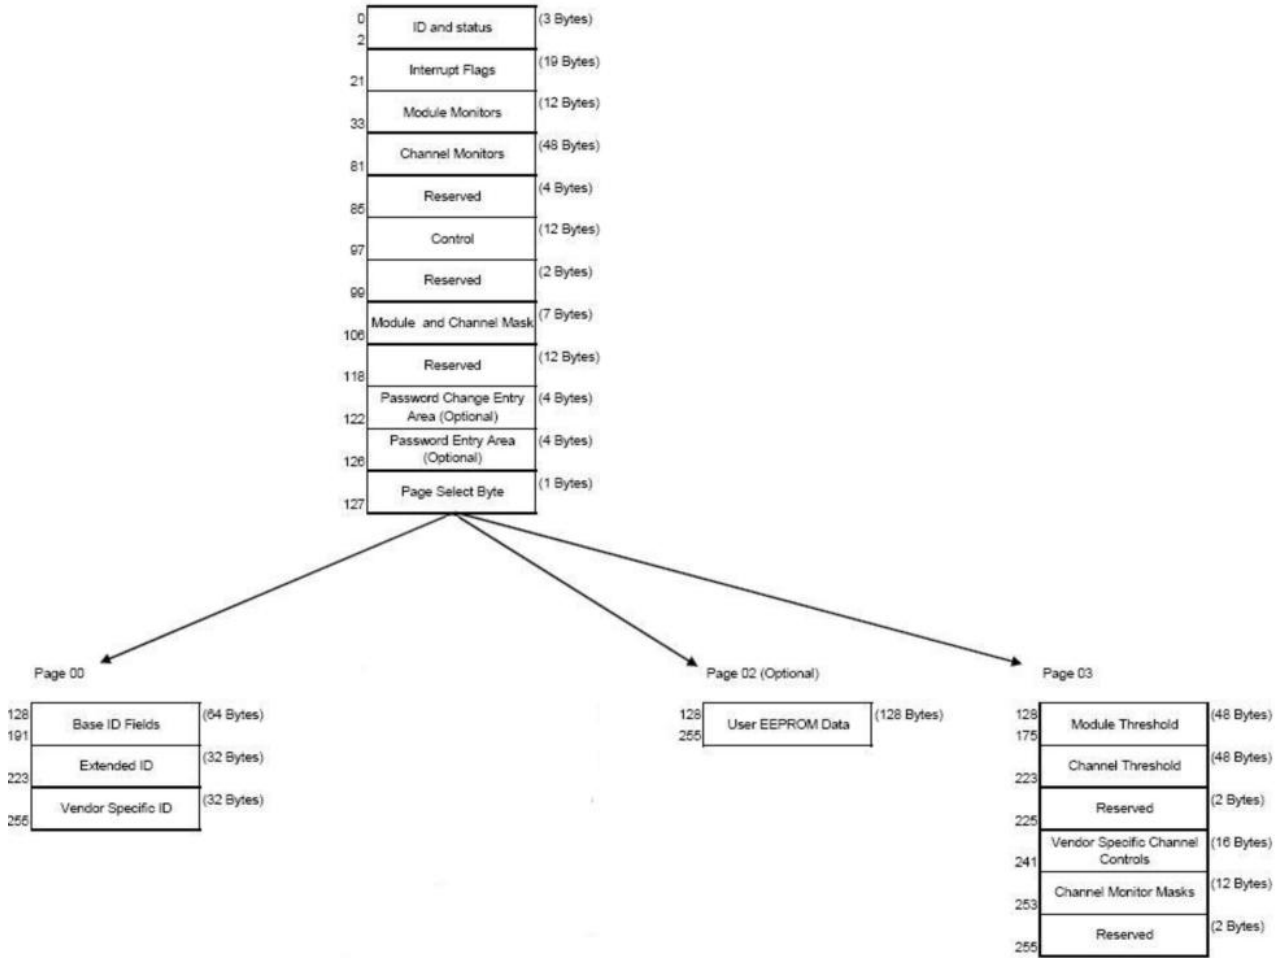 0
ID and status
(3 Bytes)
2
Interrupt Flags
(19 Bytes)
21
Module Monitors
(12 Bytes)
33
Channel Monitors
(48 Bytes)
81
Reserved
(4 Bytes)
85
Control
(12 Bytes)
97
Reserved
(2 Bytes)
99
Module and Channel Mask
(7 Bytes)
106
Reserved
(12 Bytes)
118
Password Change Entry
Area (Optional)
(4 Bytes)
122
Password Entry Area
(Optional)
(4 Bytes)
126
Page Select Byte
(1 Bytes)
127
Page 00
128
Base ID Fields
(64 Bytes)
191
Extended ID
(32 Bytes)
223
Vendor Specific ID
(32 Bytes)
255
Page 02 (Optional)
128
User EEPROM Data
(128 Bytes)
255
Page 03
128
Module Threshold
(48 Bytes)
175
Channel Threshold
(48 Bytes)
223
Reserved
(2 Bytes)
225
Vendor Specific Channel
Controls
(16 Bytes)
241
Channel Monitor Masks
(12 Bytes)
253
Reserved
(2 Bytes)
255